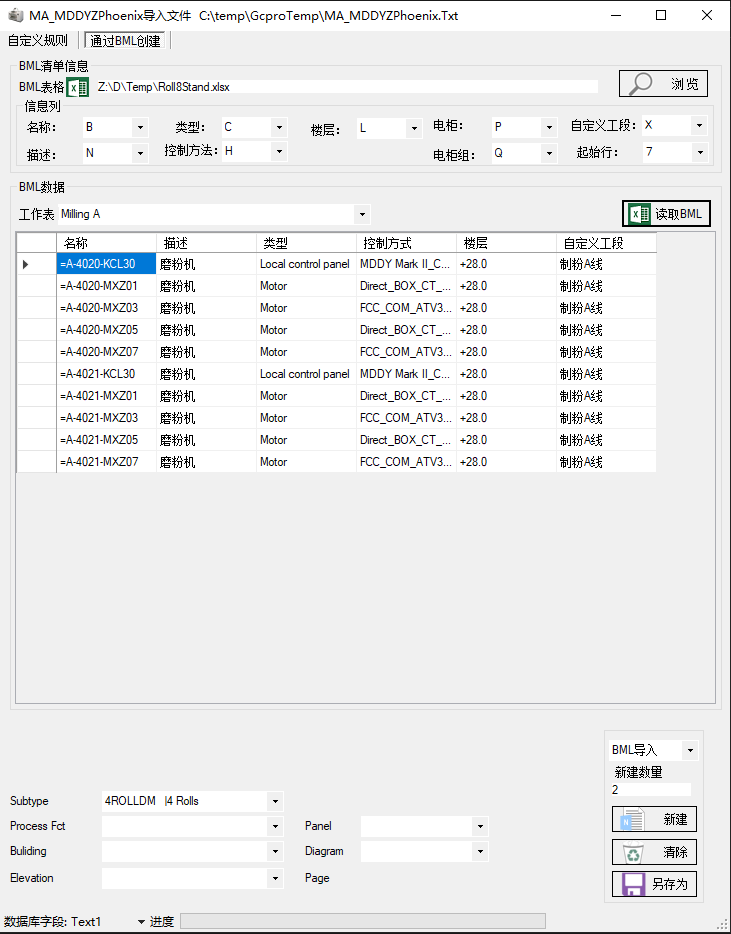 MA_MDDYZPhoenix导入文件 C:\temp\GcproTemp\MA_MDDYZPhoenix.Txt
自定义规则 通过BML创建
BML清单信息
BML表格 Z:\D\Temp\Roll8Stand.xlsx 浏览
信息列
名称: B 类型: C 楼层: L 电柜: P 自定义工段: X
描述: N 控制方法: H 电柜组: Q 起始行: 7
BML数据
工作表 Milling A 读取BML
名称 描述 类型 控制方式 楼层 自定义工段
=A-4020-KCL30 磨粉机 Local control panel MDDY Mark II_C... +28.0 制粉A线
=A-4020-MXZ01 磨粉机 Motor Direct_BOX_CT_... +28.0 制粉A线
=A-4020-MXZ03 磨粉机 Motor FCC_COM_ATV3... +28.0 制粉A线
=A-4020-MXZ05 磨粉机 Motor Direct_BOX_CT_... +28.0 制粉A线
=A-4020-MXZ07 磨粉机 Motor FCC_COM_ATV3... +28.0 制粉A线
=A-4021-KCL30 磨粉机 Local control panel MDDY Mark II_C... +28.0 制粉A线
=A-4021-MXZ01 磨粉机 Motor Direct_BOX_CT_... +28.0 制粉A线
=A-4021-MXZ03 磨粉机 Motor FCC_COM_ATV3... +28.0 制粉A线
=A-4021-MXZ05 磨粉机 Motor Direct_BOX_CT_... +28.0 制粉A线
=A-4021-MXZ07 磨粉机 Motor FCC_COM_ATV3... +28.0 制粉A线
BML导入
新建数量
2
新建
清除
另存为
Subtype 4ROLLDM |4 Rolls
Process Fct Panel
Buliding Diagram
Elevation Page
数据库字段: Text1 进度